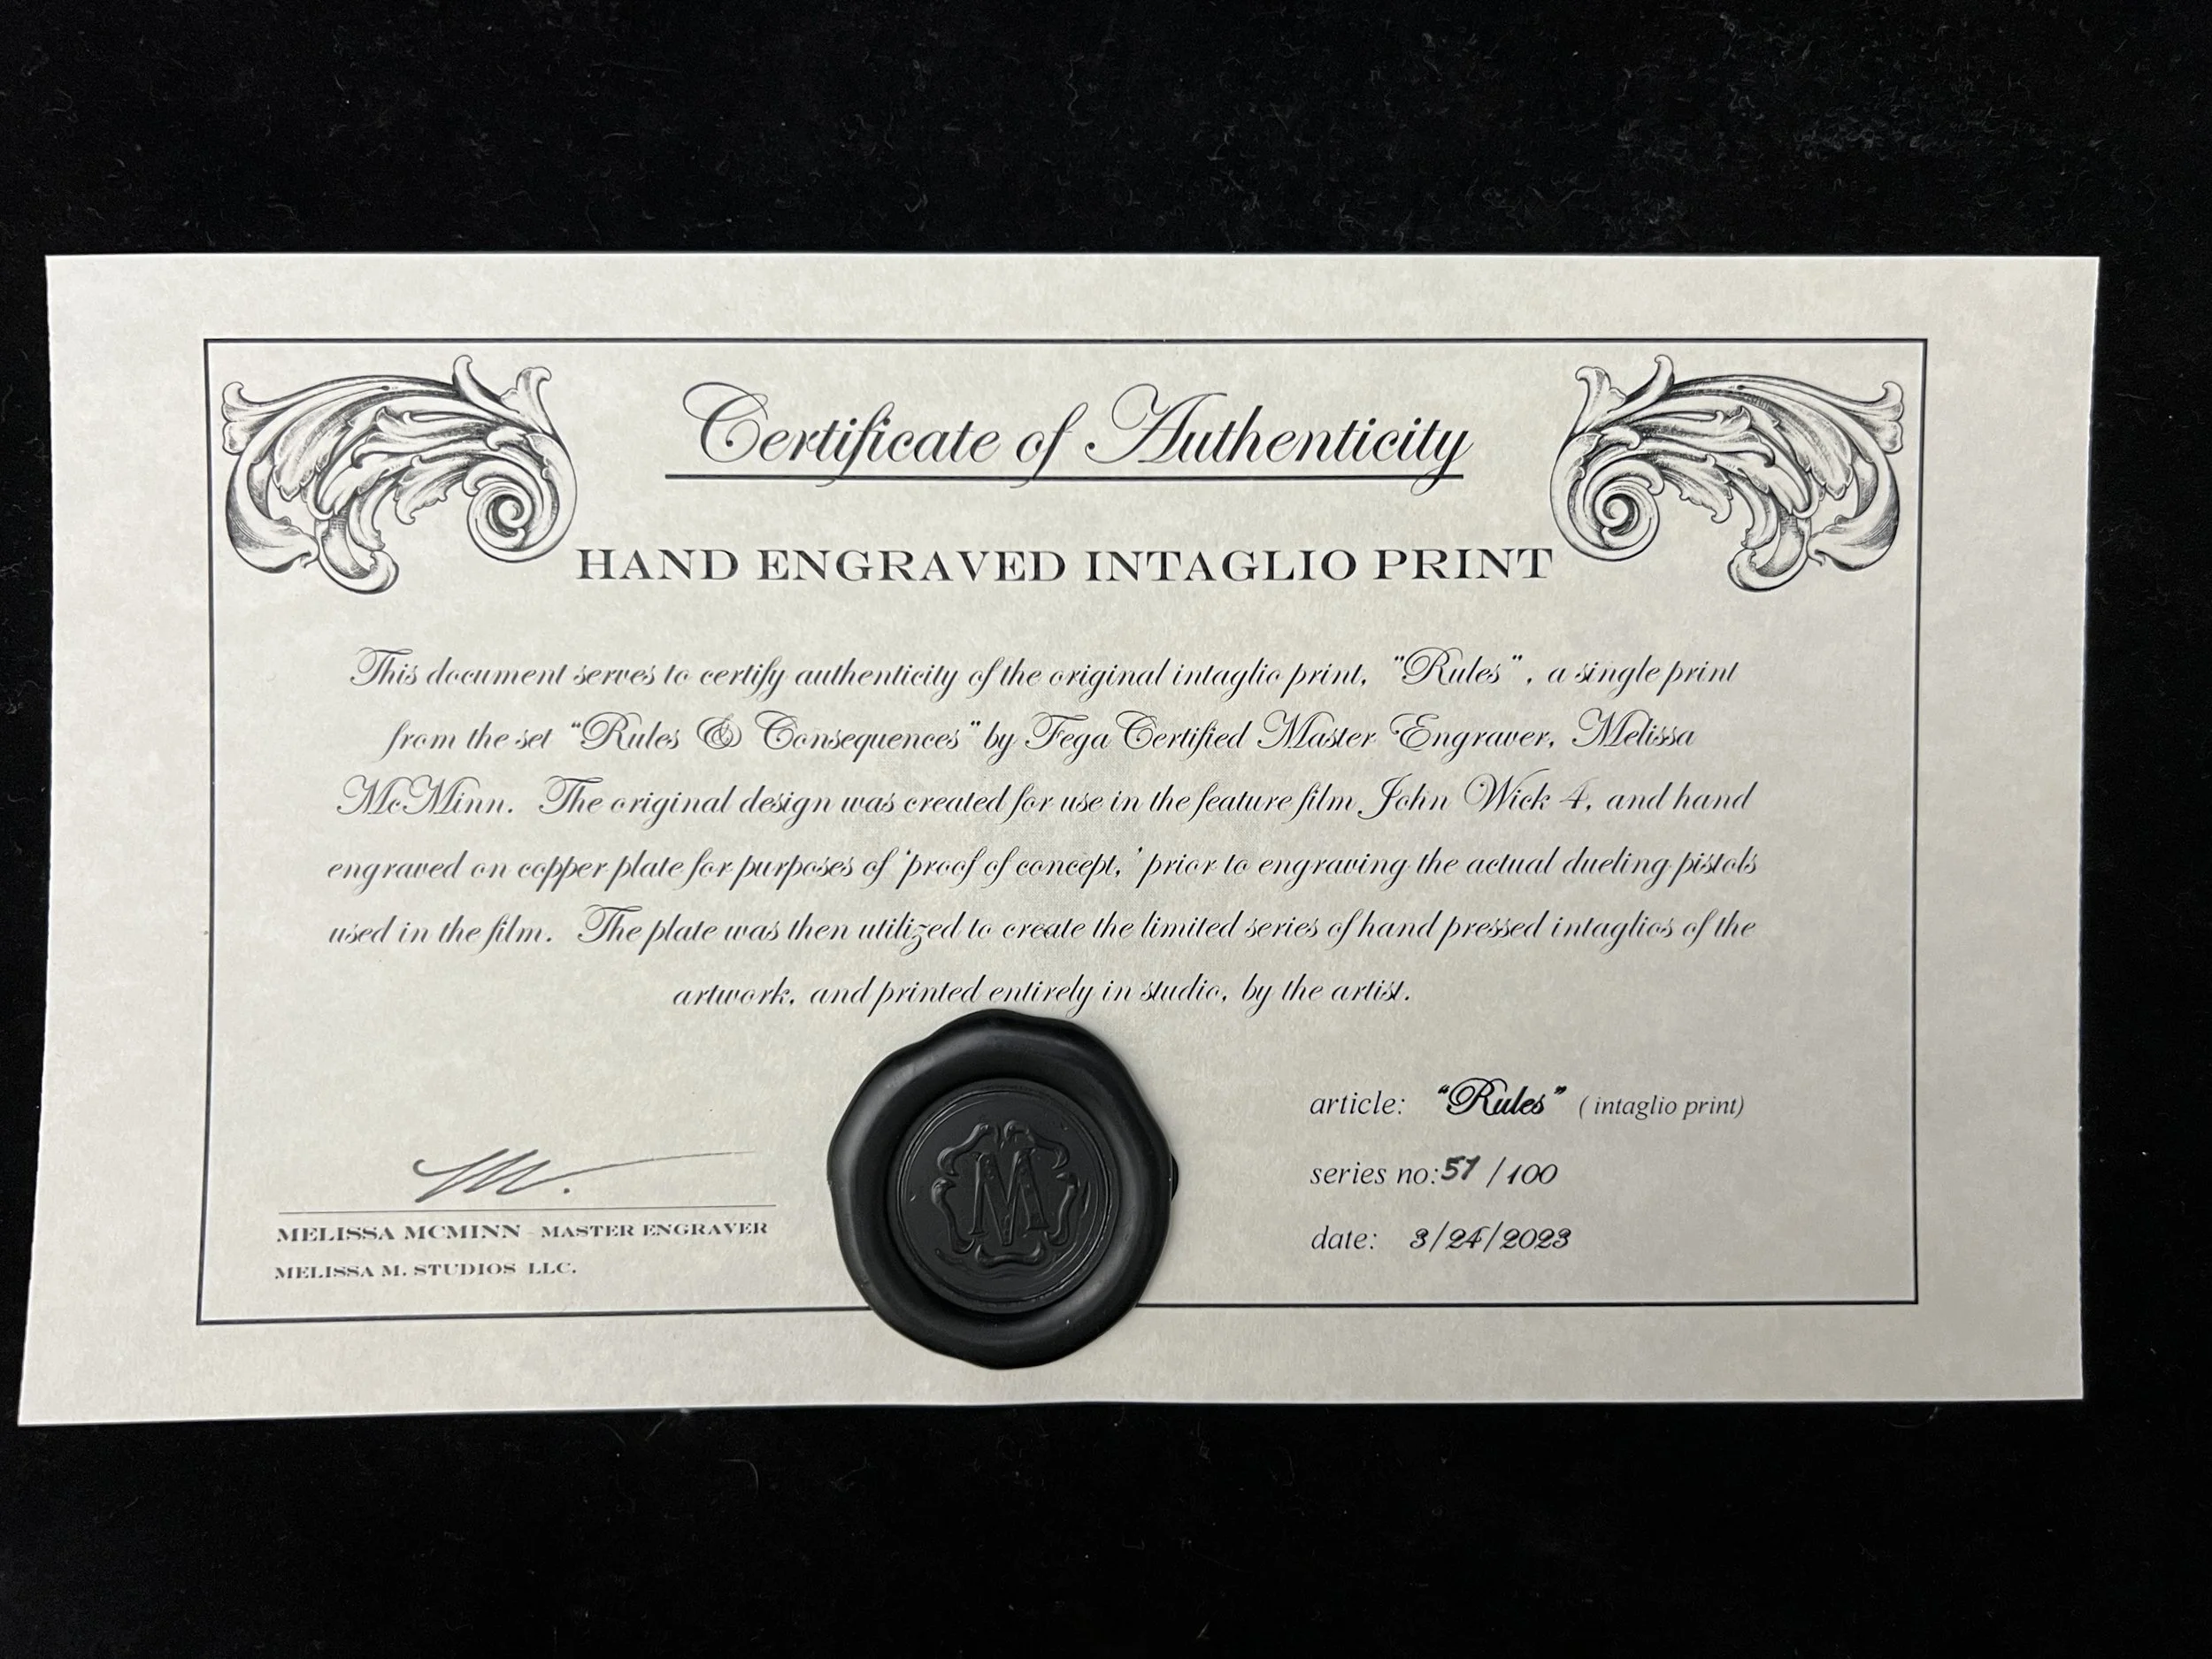 Certificate of Authenticity
HAND ENGRAVED INTAGLIO PRINT
This document serves to certify authenticity of the original intaglio print, "Rules", a single print
from the set "Rules & Consequences" by Fega Certified Master Engraver, Melissa
McMinn. The original design was created for use in the feature film John Wick 4, and hand
engraved on copper plate for purposes of 'proof of concept,' prior to engraving the actual dueling pistols
used in the film. The plate was then utilized to create the limited series of hand pressed intaglios of the
artwork, and printed entirely in studio, by the artist.
article: "Rules" (intaglio print)
series no: 57 /100
date: 3/24/2023
M.
MELISSA MCMINN - MASTER ENGRAVER
MELISSA M. STUDIOS LLC.
M